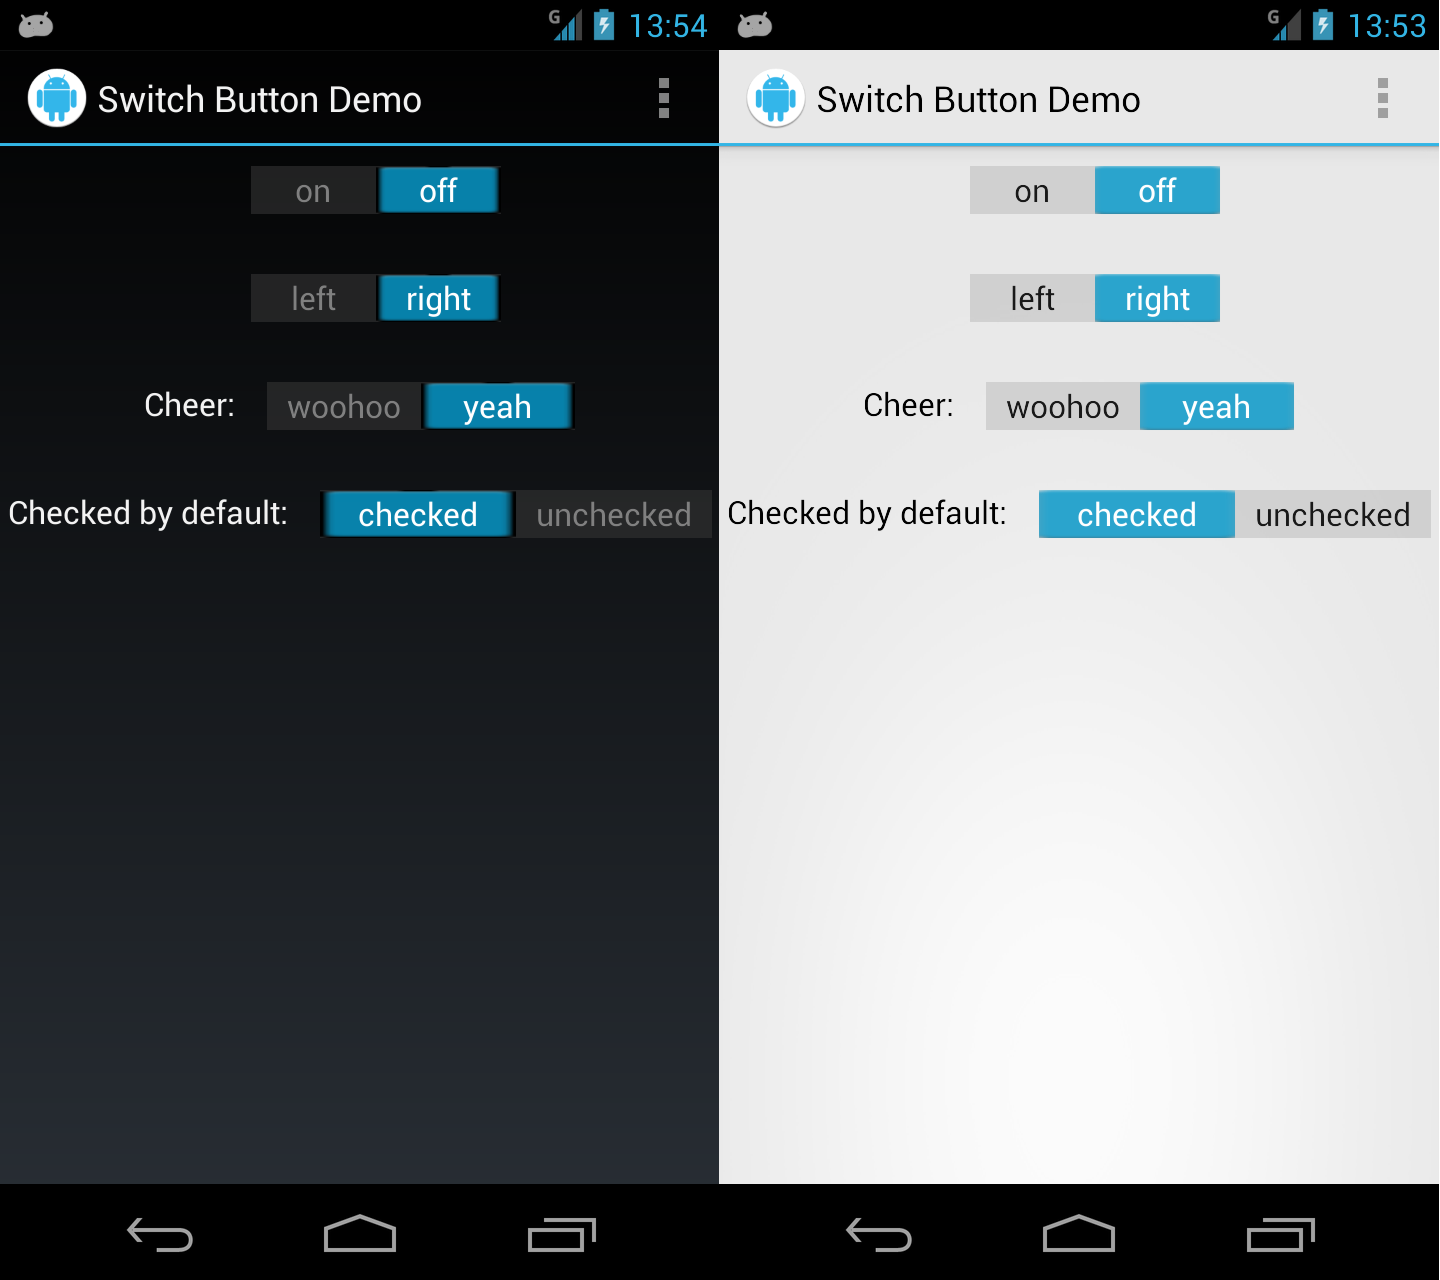 G 13:54
Switch Button Demo
on off
left right
Cheer: woohoo yeah
Checked by default: checked unchecked
G 13:53
Switch Button Demo
on off
left right
Cheer: woohoo yeah
Checked by default: checked unchecked